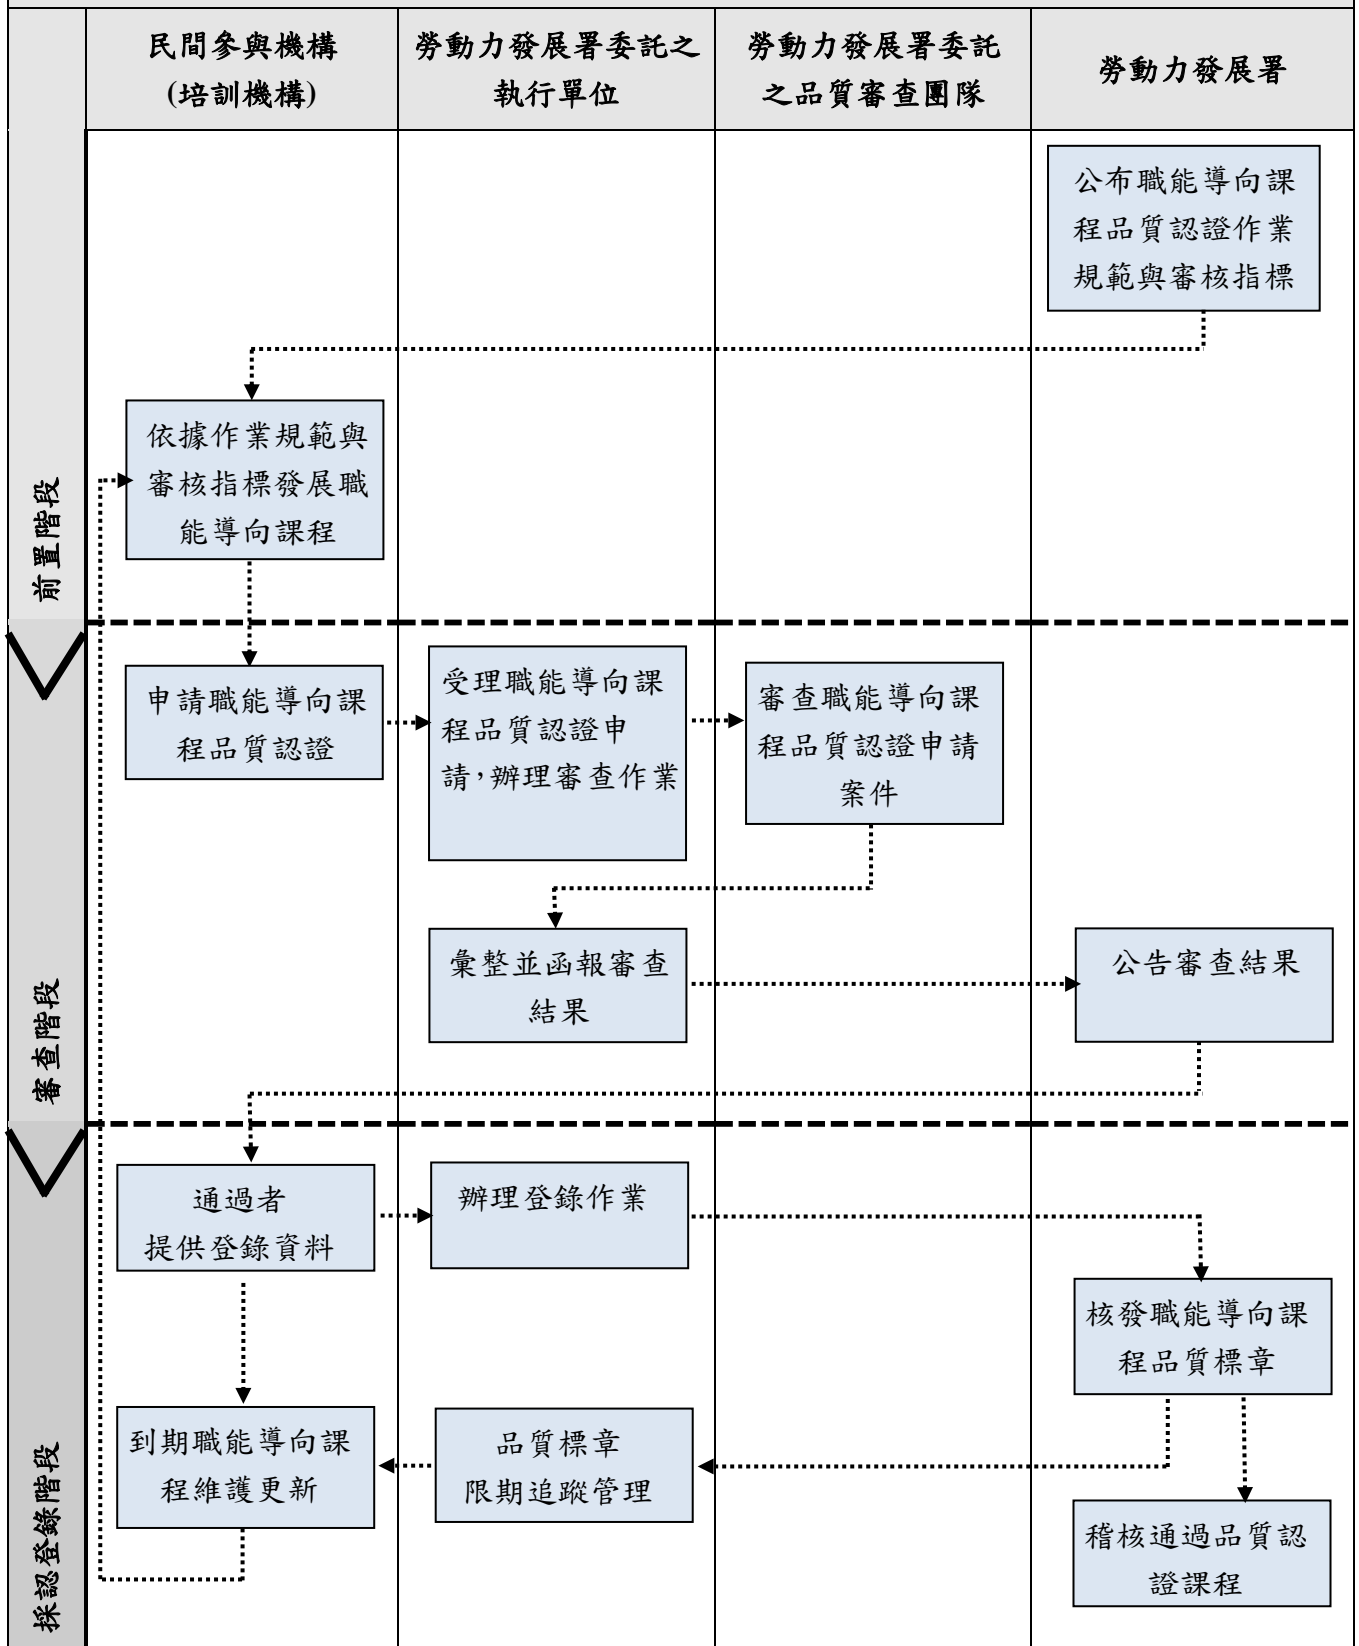 民間參與機構
(培訓機構)
勞動力發展署委託之
執行單位
勞動力發展署委託
之品質審查團隊
勞動力發展署
前置階段
公布職能導向課
程品質認證作業
規範與審核指標
依據作業規範與
審核指標發展職
能導向課程
審查階段
申請職能導向課
程品質認證
受理職能導向課
程品質認證申
請,辦理審查作業
審查職能導向課
程品質認證申請
案件
彙整並函報審查
結果
公告審查結果
採認登錄階段
通過者
提供登錄資料
辦理登錄作業
核發職能導向課
程品質標章
到期職能導向課
程維護更新
品質標章
限期追蹤管理
稽核通過品質認
證課程